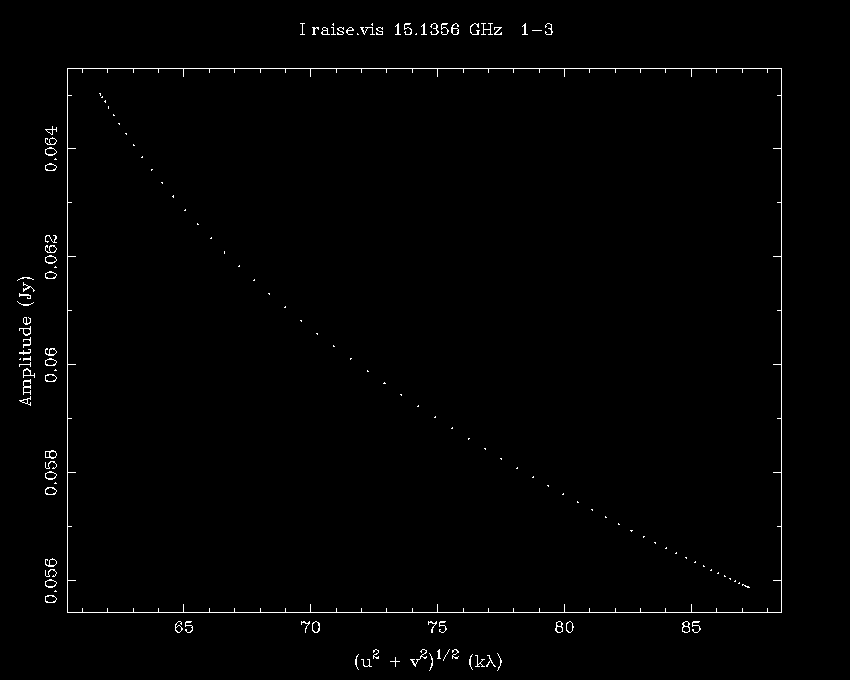 I raise.vis 15.1356 GHz 1−3
Amplitude (Jy)
0.064
0.062
0.06
0.058
0.056
65 70 75 80 85
(u² + v²)^1/2 (kλ)